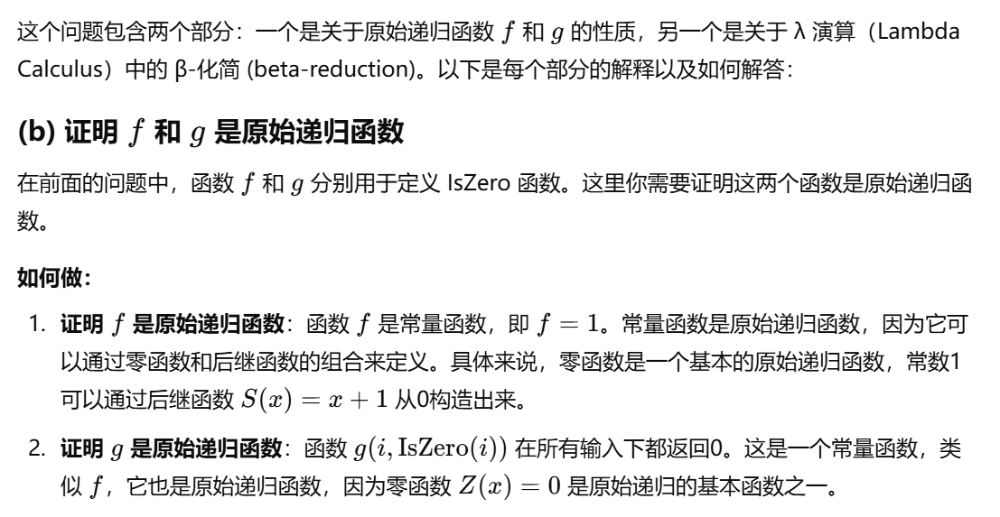 这个问题包含两个部分：一个是关于原始递归函数 f 和 g 的性质，另一个是关于 λ 演算（Lambda
Calculus）中的 β-化简 (beta-reduction)。以下是每个部分的解释以及如何解答：
(b) 证明 f 和 g 是原始递归函数
在前面的问题中，函数 f 和 g 分别用于定义 IsZero 函数。这里你需要证明这两个函数是原始递归函
数。
如何做：
1. 证明 f 是原始递归函数：函数 f 是常量函数，即 f = 1。常量函数是原始递归函数，因为它可
以通过零函数和后继函数的组合来定义。具体来说，零函数是一个基本的原始递归函数，常数1
可以通过后继函数 S(x) = x + 1 从0构造出来。
2. 证明 g 是原始递归函数：函数 g(i, IsZero(i)) 在所有输入下都返回0。这是一个常量函数，类
似 f，它也是原始递归函数，因为零函数 Z(x) = 0 是原始递归的基本函数之一。